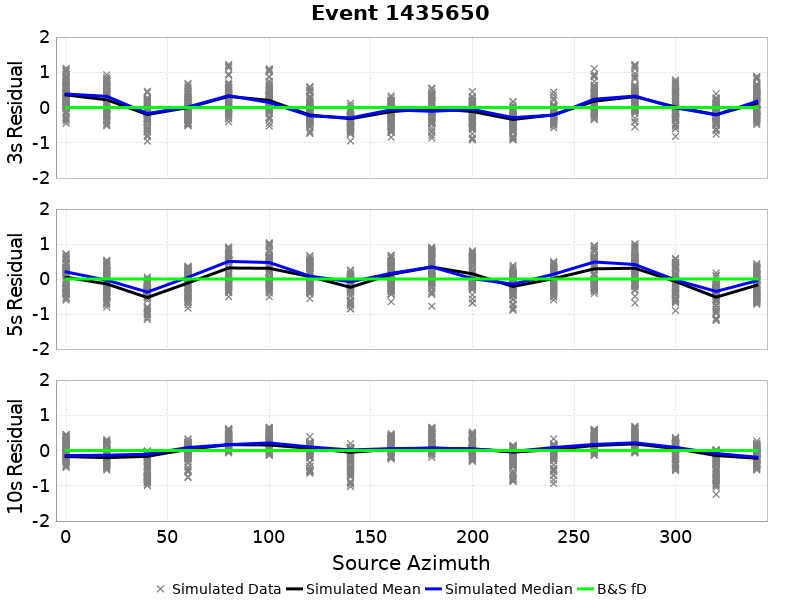 Event 1435650
3s Residual
2
1
0
-1
-2
5s Residual
2
1
0
-1
-2
10s Residual
2
1
0
-1
-2
0 50 100 150 200 250 300
Source Azimuth
Simulated Data Simulated Mean Simulated Median B&S fD